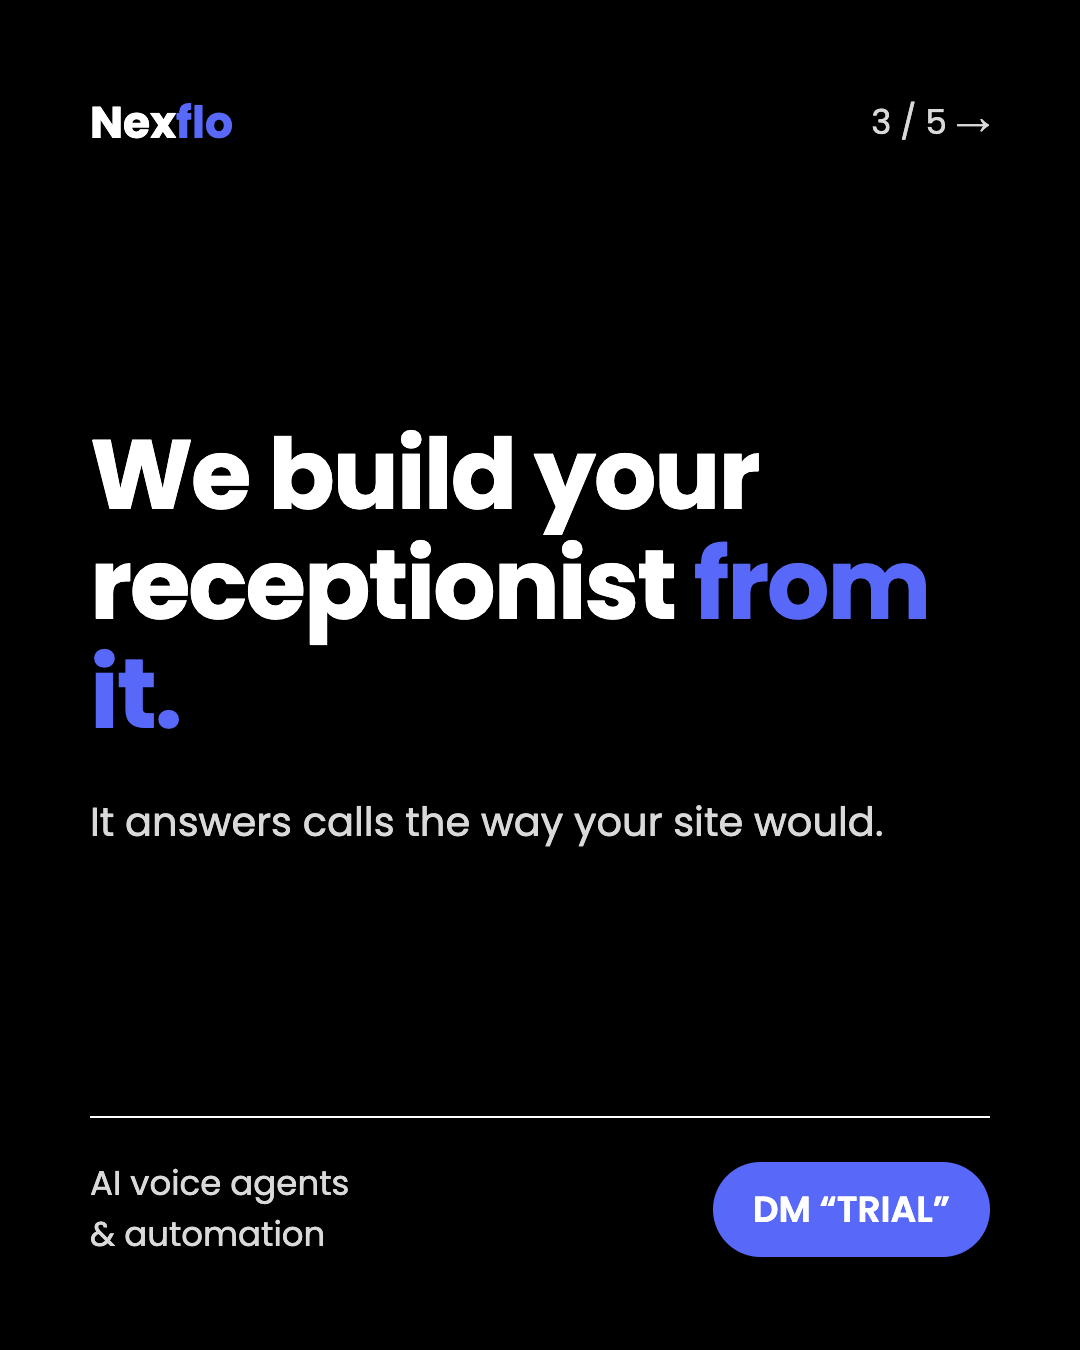 Nexflo
3 / 5 →
We build your
receptionist from
it.
It answers calls the way your site would.
AI voice agents
& automation
DM “TRIAL”